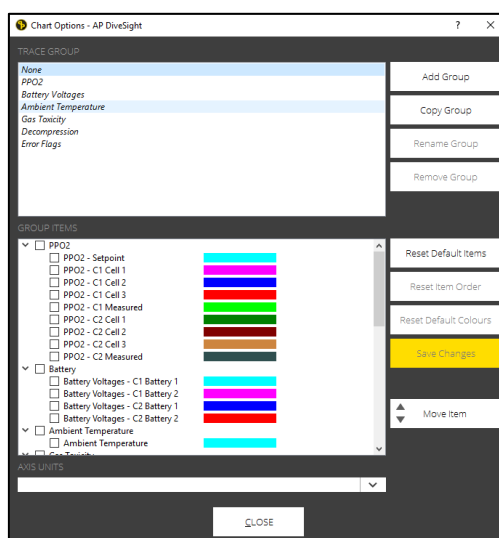 Chart Options - AP DiveSight
?
TRACE GROUP
None
PPO2
Battery Voltages
Ambient Temperature
Gas Toxicity
Decompression
Error Flags
Add Group
Copy Group
Rename Group
Remove Group
GROUP ITEMS
PPO2
PPO2 - Setpoint
PPO2 - C1 Cell 1
PPO2 - C1 Cell 2
PPO2 - C1 Cell 3
PPO2 - C1 Measured
PPO2 - C2 Cell 1
PPO2 - C2 Cell 2
PPO2 - C2 Cell 3
PPO2 - C2 Measured
Battery
Battery Voltages - C1 Battery 1
Battery Voltages - C1 Battery 2
Battery Voltages - C2 Battery 1
Battery Voltages - C2 Battery 2
Ambient Temperature
Ambient Temperature
Gas Toxicity
Reset Default Items
Reset Item Order
Reset Default Colours
Save Changes
Move Item
AXIS UNITS
CLOSE